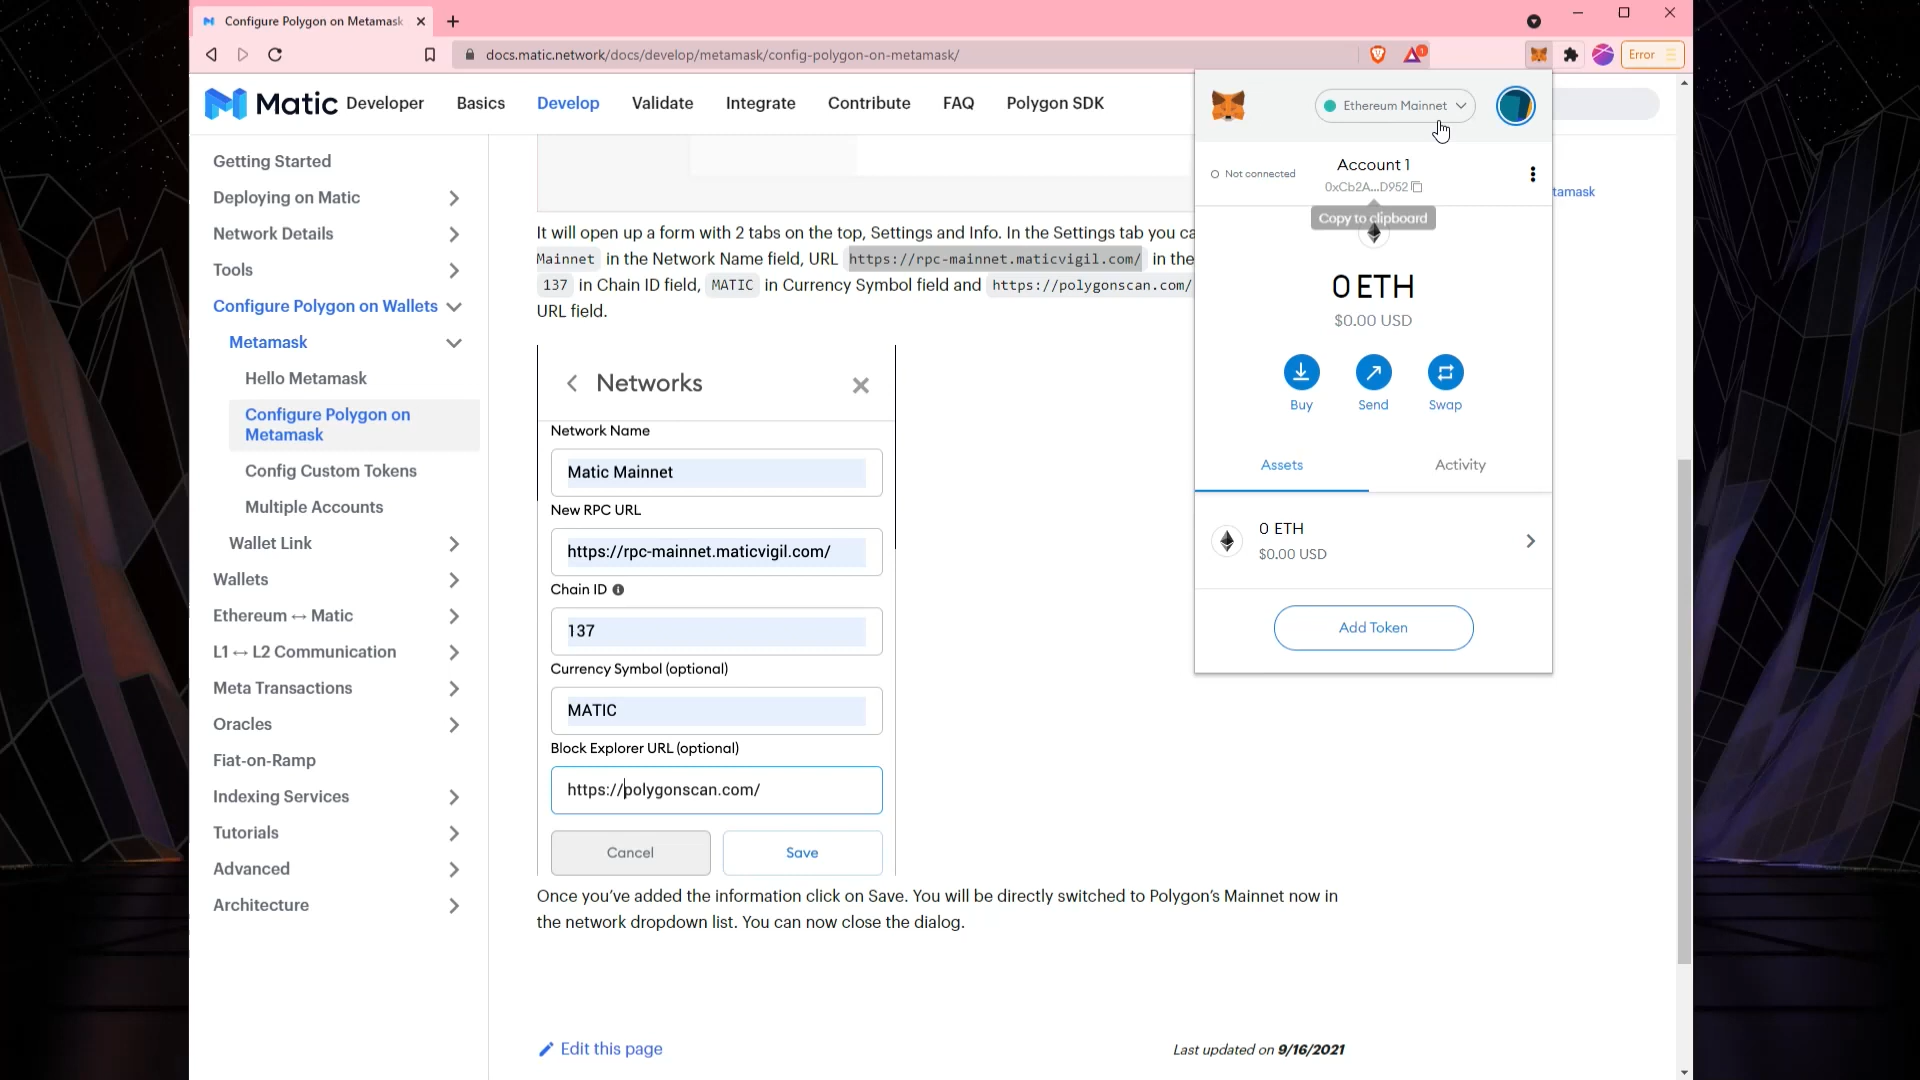 Configure Polygon on Metamask
docs.matic.network/docs/develop/metamask/config-polygon-on-metamask/
1
Error
Matic Developer Basics Develop Validate Integrate Contribute FAQ Polygon SDK
Getting Started
Deploying on Matic
Network Details
Tools
Configure Polygon on Wallets
Metamask
Hello Metamask
Configure Polygon on
Metamask
Config Custom Tokens
Multiple Accounts
Wallet Link
Wallets
Ethereum ↔ Matic
L1 ↔ L2 Communication
Meta Transactions
Oracles
Fiat-on-Ramp
Indexing Services
Tutorials
Advanced
Architecture
It will open up a form with 2 tabs on the top, Settings and Info. In the Settings tab you ca
Mainnet in the Network Name field, URL https://rpc-mainnet.maticvigil.com/ in the
137 in Chain ID field, MATIC in Currency Symbol field and https://polygonscan.com/
URL field.
Networks
Network Name
Matic Mainnet
New RPC URL
https://rpc-mainnet.maticvigil.com/
Chain ID
137
Currency Symbol (optional)
MATIC
Block Explorer URL (optional)
https://polygonscan.com/
Cancel Save
Once you've added the information click on Save. You will be directly switched to Polygon's Mainnet now in
the network dropdown list. You can now close the dialog.
Edit this page
Last updated on 9/16/2021
Ethereum Mainnet
Not connected
Account 1
0xCb2A...D952
Copy to clipboard
0 ETH
$0.00 USD
Buy Send Swap
Assets Activity
0 ETH
$0.00 USD
Add Token
tamask